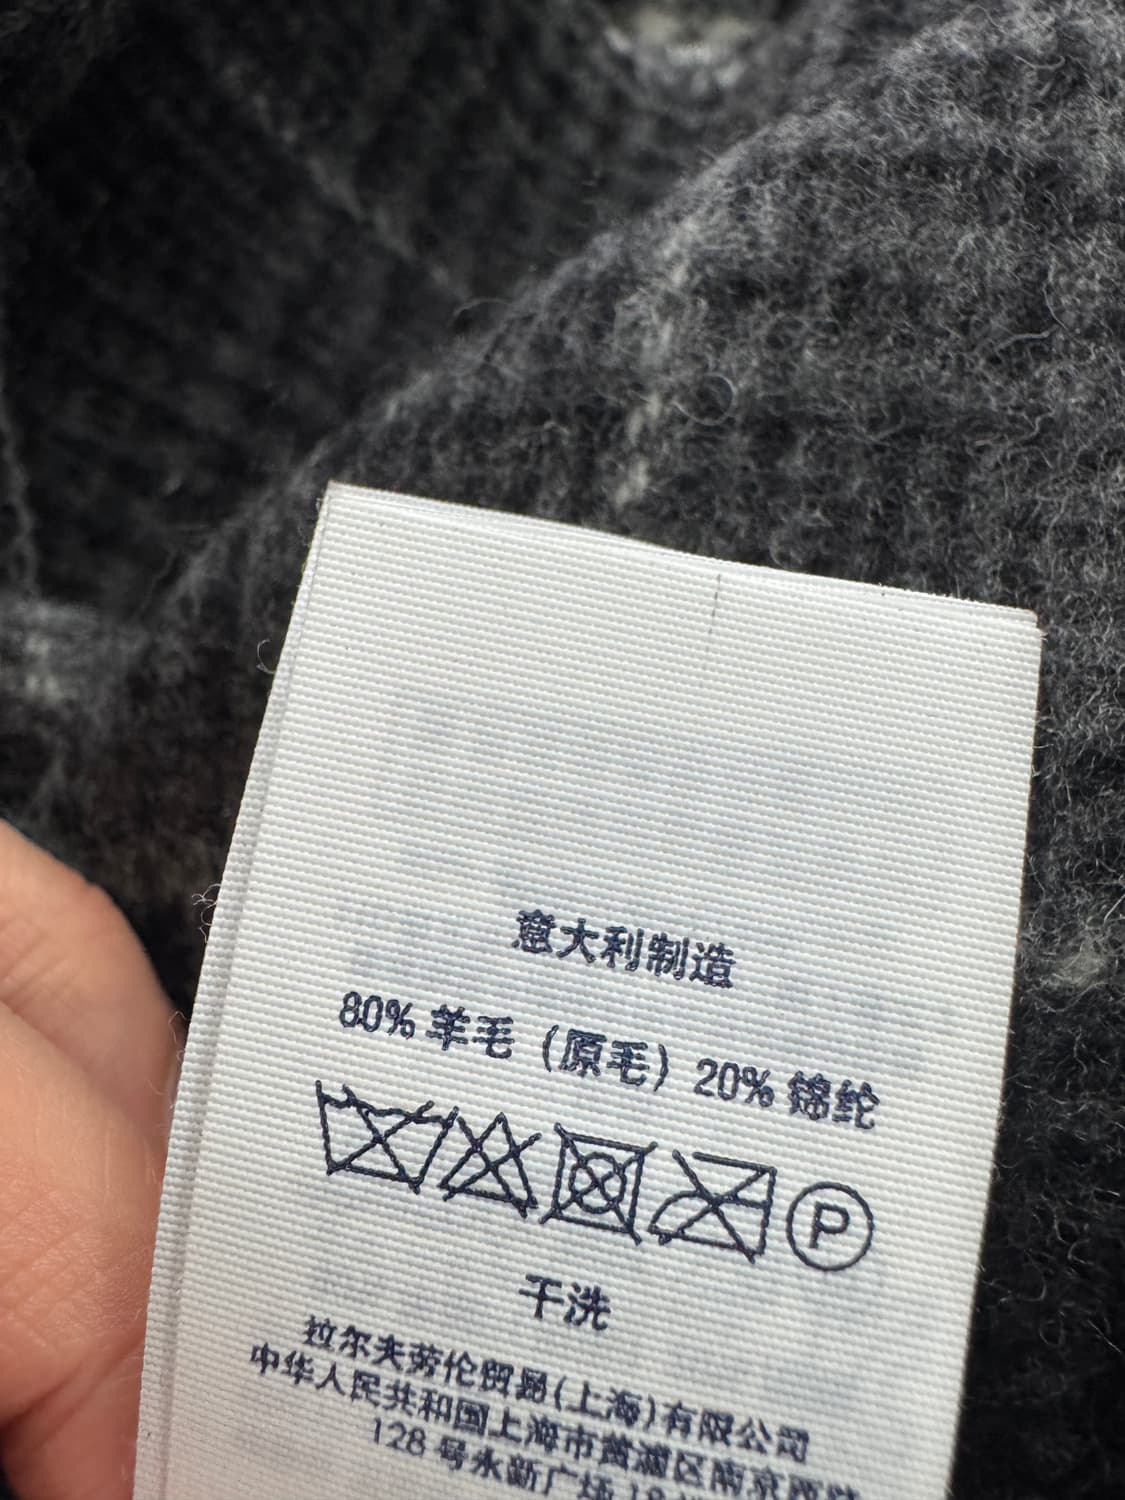 意大利制造
80% 羊毛（原毛）20% 锦纶
P
干洗
拉尔夫劳伦贸易(上海)有限公司
中华人民共和国上海市黄浦区南京西路
128 号永新广场 18